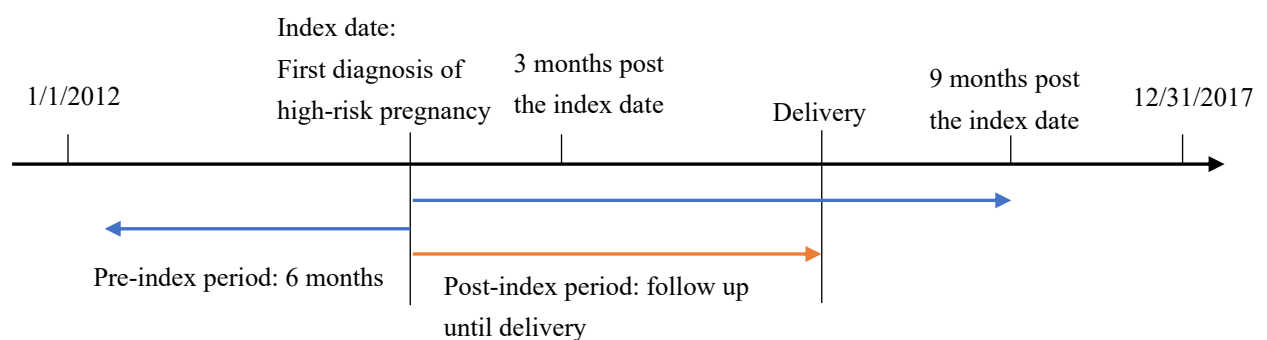 1/1/2012
Index date:
First diagnosis of
high-risk pregnancy
3 months post
the index date
Delivery
9 months post
the index date
12/31/2017
Pre-index period: 6 months
Post-index period: follow up
until delivery